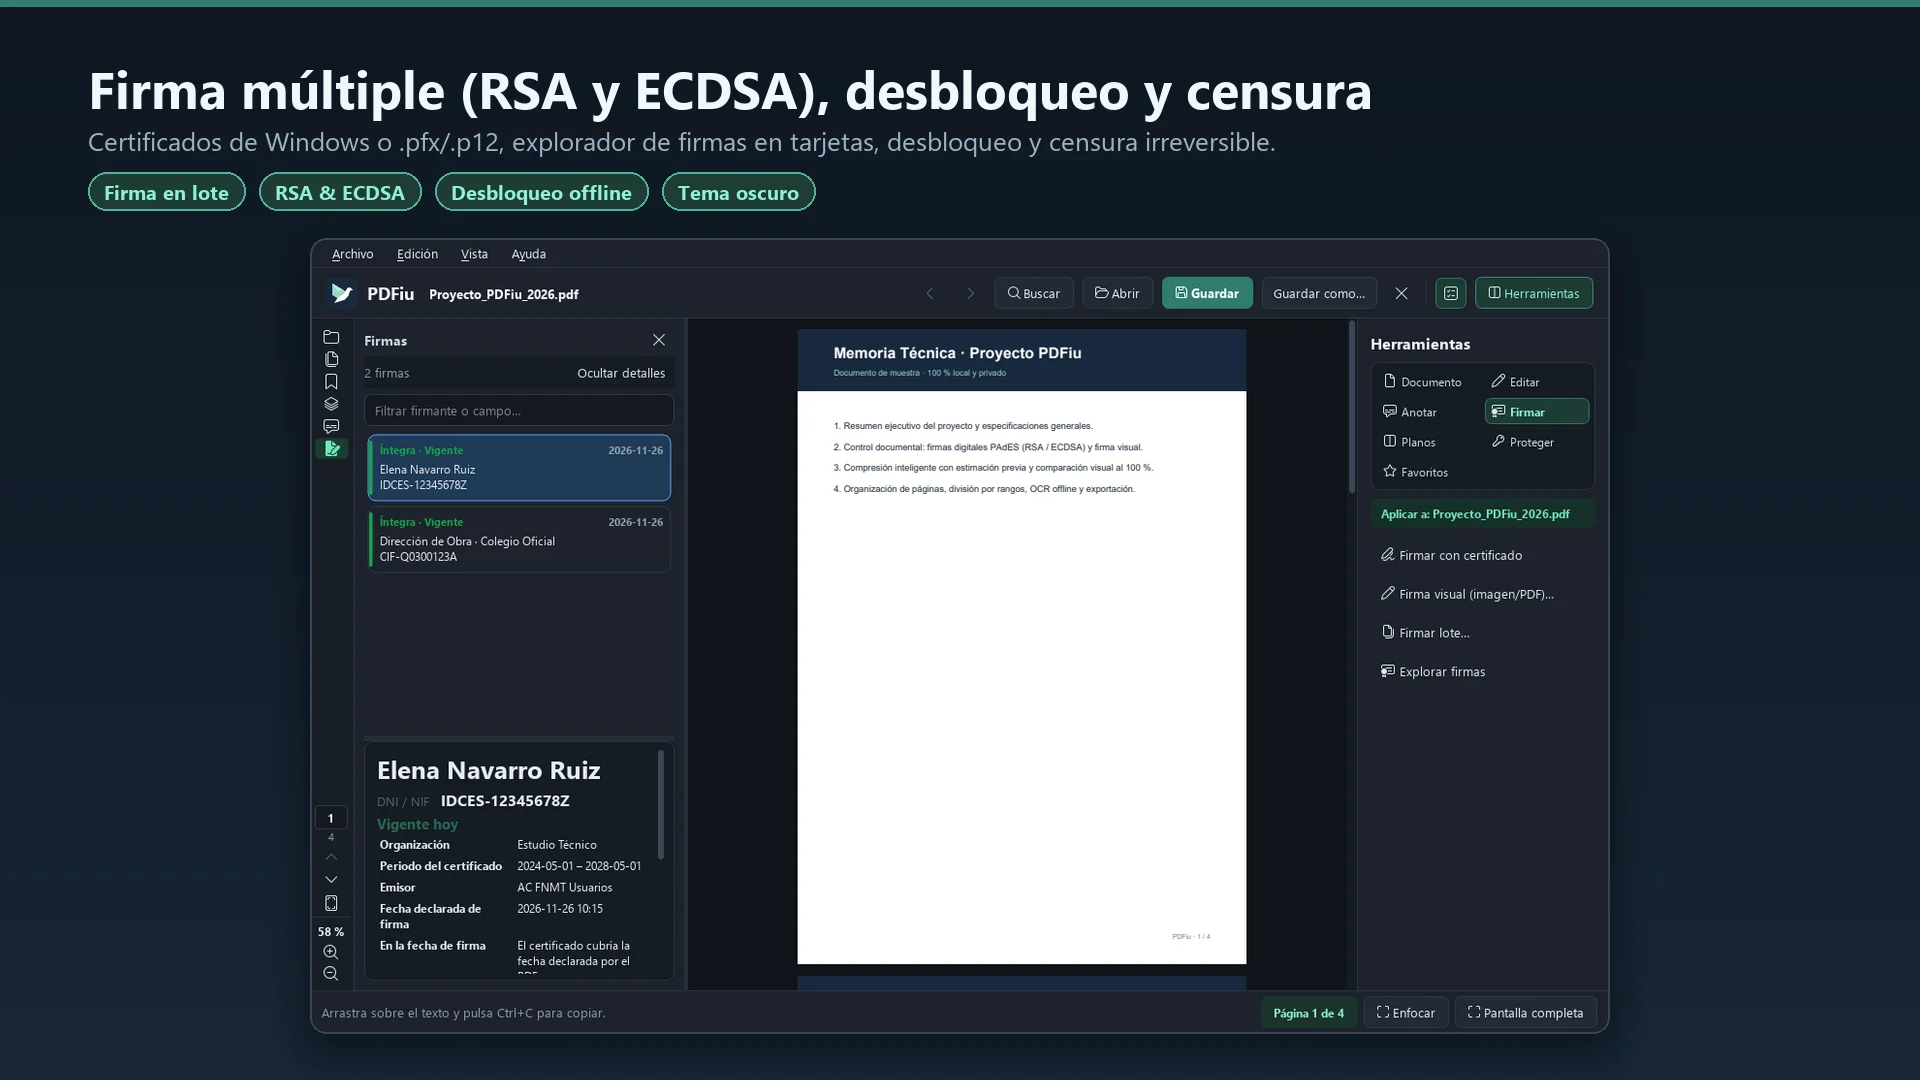 Firma múltiple (RSA y ECDSA), desbloqueo y censura
Certificados de Windows o .pfx/.p12, explorador de firmas en tarjetas, desbloqueo y censura irreversible.
Firma en lote
RSA & ECDSA
Desbloqueo offline
Tema oscuro
Archivo
Edición
Vista
Ayuda
PDFiu
Proyecto_PDFiu_2026.pdf
Buscar
Abrir
Guardar
Guardar como...
Herramientas
Firmas
2 firmas
Ocultar detalles
Filtrar firmante o campo...
Íntegra · Vigente
2026-11-26
Elena Navarro Ruiz
IDCES-12345678Z
Íntegra · Vigente
2026-11-26
Dirección de Obra · Colegio Oficial
CIF-Q0300123A
Elena Navarro Ruiz
DNI / NIF IDCES-12345678Z
Vigente hoy
Organización
Estudio Técnico
Periodo del certificado
2024-05-01 – 2028-05-01
Emisor
AC FNMT Usuarios
Fecha declarada de
firma
2026-11-26 10:15
En la fecha de firma
El certificado cubría la
fecha declarada por el
1
4
58 %
Memoria Técnica · Proyecto PDFiu
Documento de muestra · 100 % local y privado
1. Resumen ejecutivo del proyecto y especificaciones generales.
2. Control documental: firmas digitales PAdES (RSA / ECDSA) y firma visual.
3. Compresión inteligente con estimación previa y comparación visual al 100 %.
4. Organización de páginas, división por rangos, OCR offline y exportación.
PDFiu · 1 / 4
Herramientas
Documento
Editar
Anotar
Firmar
Planos
Proteger
Favoritos
Aplicar a: Proyecto_PDFiu_2026.pdf
Firmar con certificado
Firma visual (imagen/PDF)...
Firmar lote...
Explorar firmas
Arrastra sobre el texto y pulsa Ctrl+C para copiar.
Página 1 de 4
Enfocar
Pantalla completa